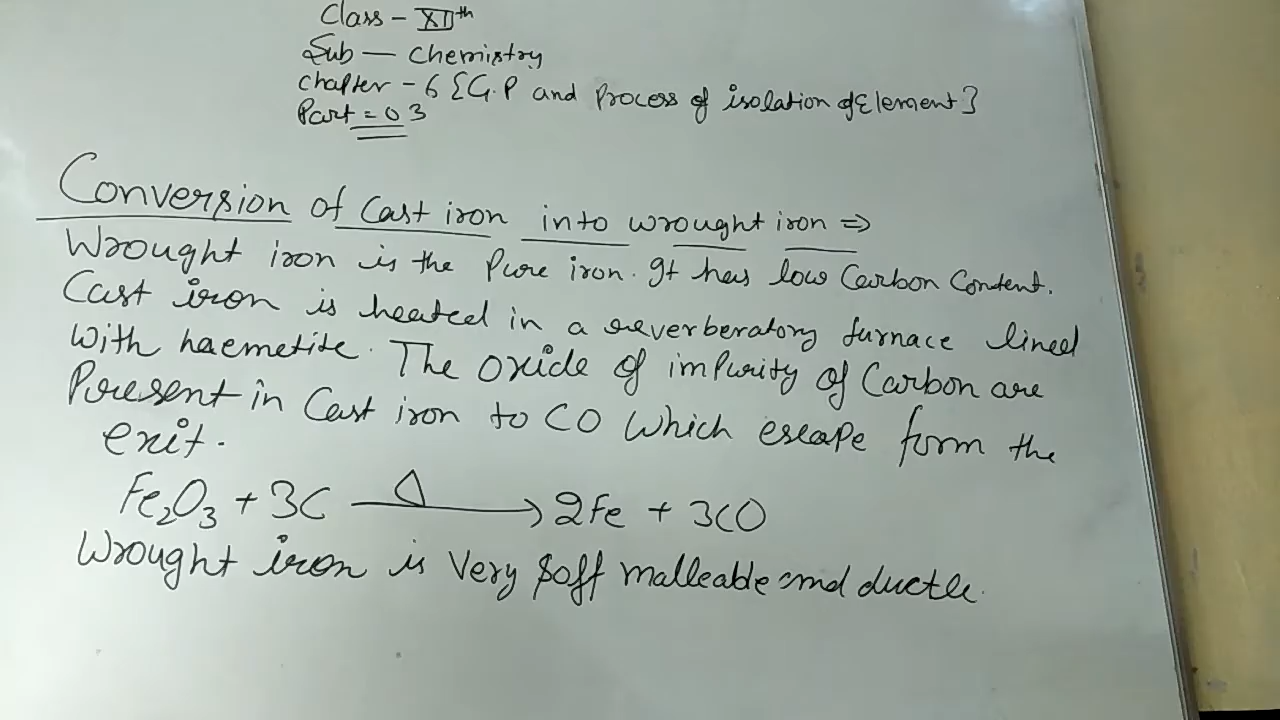 Class - XIIth
Sub - Chemistry
Chapter - 6 {G.P and Process of isolation of Element}
Part = 03
Conversion of Cast iron into wrought iron ⇒
Wrought iron is the Pure iron. It has low Carbon Content.
Cast iron is heated in a reverberatory furnace lined
With haemetite. The oxide of impurity of Carbon are
Present in Cast iron to CO Which escape form the
exit.
Fe₂O₃ + 3C —Δ→ 2Fe + 3CO
Wrought iron is Very soff malleable and ductle.